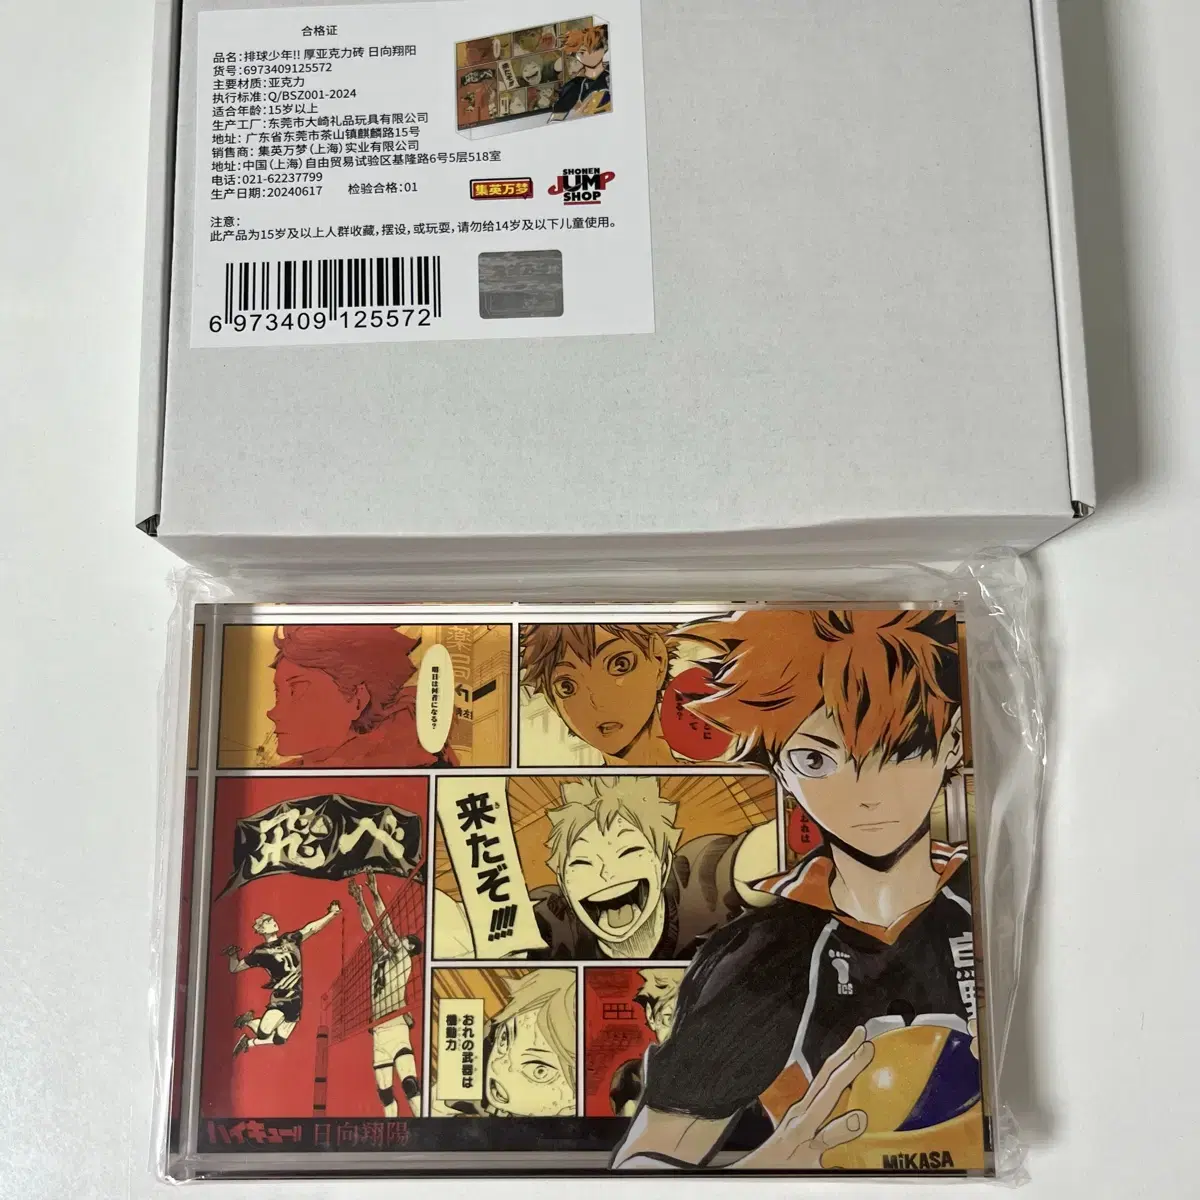 合格证
品名:排球少年!! 厚亚克力砖 日向翔阳
货号:6973409125572
主要材质:亚克力
执行标准:Q/BSZ001-2024
适合年龄:15岁以上
生产工厂:东莞市大崎礼品玩具有限公司
地址: 广东省东莞市茶山镇麒麟路15号
销售商: 集英万梦(上海)实业有限公司
地址:中国(上海)自由贸易试验区基隆路6号5层518室
电话:021-62237799
生产日期:20240617 检验合格:01
集英万梦
SHONEN
JUMP
SHOP
注意:
此产品为15岁及以上人群收藏,摆设,或玩耍,请勿给14岁及以下儿童使用。
6 973409 125572
明日は何者になる?
飛べ
来たぞ!!!!
おれは
おれの武器は
機動力
烏野
ハイキュー!! 日向翔陽
MiKASA